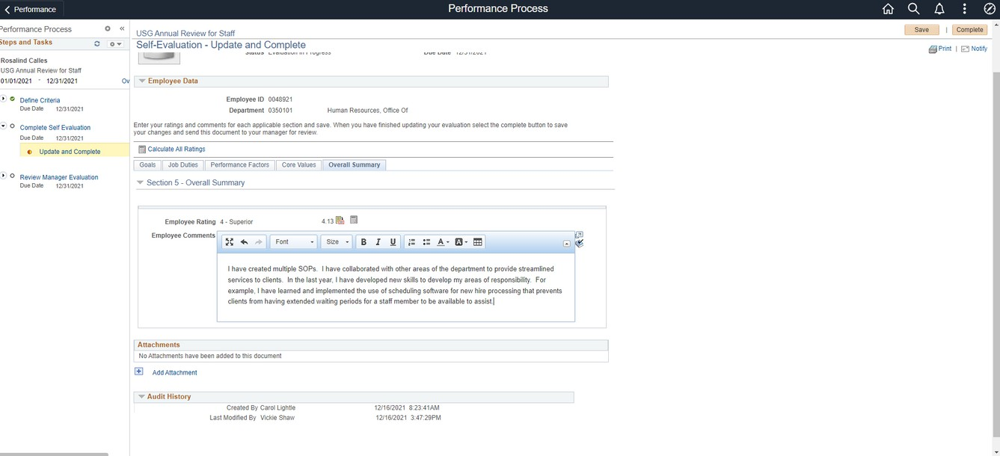 Performance
Performance Process
Performance Process
Steps and Tasks
Rosalind Calles
USG Annual Review for Staff
01/01/2021 - 12/31/2021 Ov
Define Criteria
Due Date 12/31/2021
Complete Self Evaluation
Due Date 12/31/2021
Update and Complete
Review Manager Evaluation
Due Date 12/31/2021
USG Annual Review for Staff
Save | Complete
Self-Evaluation - Update and Complete
Print | Notify
Status Evaluation in Progress Due Date 12/31/2021
Employee Data
Employee ID 0048921
Department 0350101 Human Resources, Office Of
Enter your ratings and comments for each applicable section and save. When you have finished updating your evaluation select the complete button to save
your changes and send this document to your manager for review.
Calculate All Ratings
Goals Job Duties Performance Factors Core Values Overall Summary
Section 5 - Overall Summary
Employee Rating 4 - Superior 4.13
Employee Comments
Font Size B I U A A
I have created multiple SOPs. I have collaborated with other areas of the department to provide streamlined
services to clients. In the last year, I have developed new skills to develop my areas of responsibility. For
example, I have learned and implemented the use of scheduling software for new hire processing that prevents
clients from having extended waiting periods for a staff member to be available to assist.
Attachments
No Attachments have been added to this document
Add Attachment
Audit History
Created By Carol Lightle 12/16/2021 8:23:41AM
Last Modified By Vickie Shaw 12/16/2021 3:47:29PM